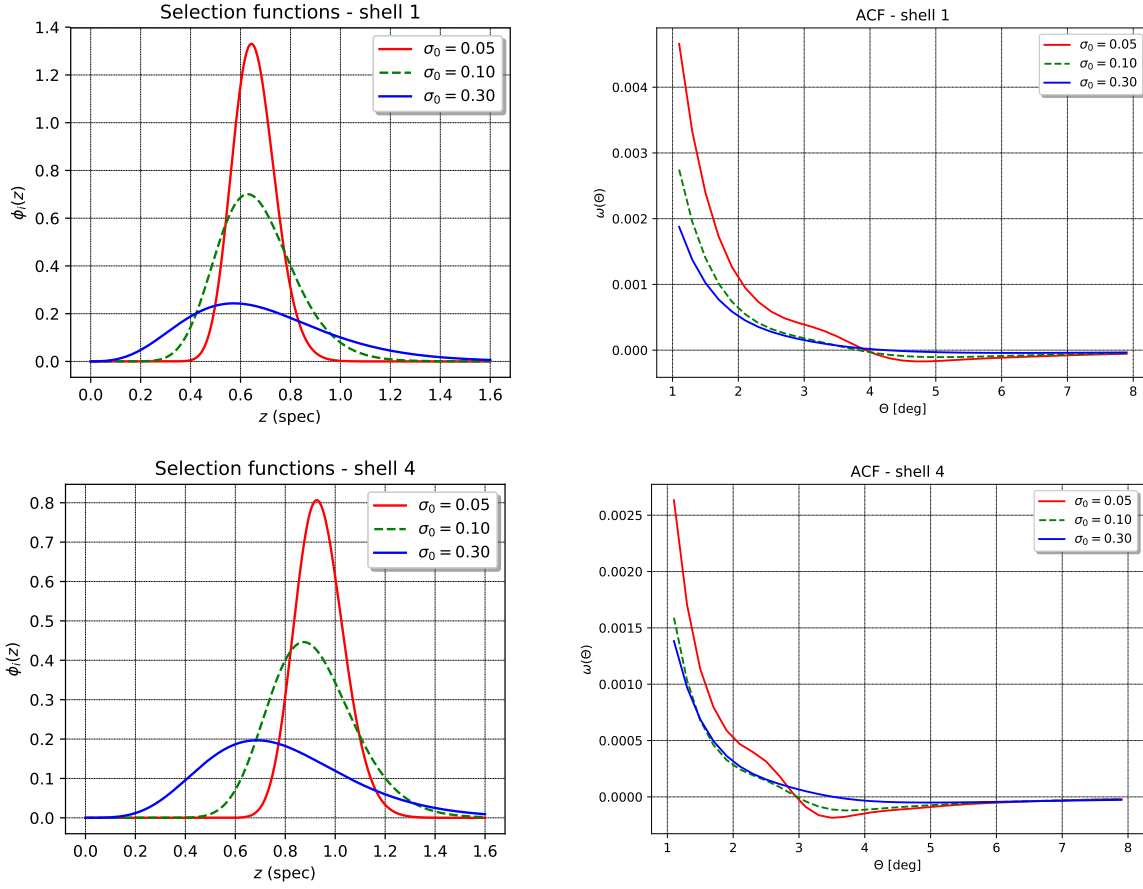 Selection functions - shell 1
1.4
1.2
1.0
0.8
0.6
0.4
0.2
0.0
ϕᵢ(z)
σ₀ = 0.05
σ₀ = 0.10
σ₀ = 0.30
0.0 0.2 0.4 0.6 0.8 1.0 1.2 1.4 1.6
z (spec)
ACF - shell 1
0.004
0.003
0.002
0.001
0.000
ω(Θ)
σ₀ = 0.05
σ₀ = 0.10
σ₀ = 0.30
1 2 3 4 5 6 7 8
Θ [deg]
Selection functions - shell 4
0.8
0.7
0.6
0.5
0.4
0.3
0.2
0.1
0.0
ϕᵢ(z)
σ₀ = 0.05
σ₀ = 0.10
σ₀ = 0.30
0.0 0.2 0.4 0.6 0.8 1.0 1.2 1.4 1.6
z (spec)
ACF - shell 4
0.0025
0.0020
0.0015
0.0010
0.0005
0.0000
ω(Θ)
σ₀ = 0.05
σ₀ = 0.10
σ₀ = 0.30
1 2 3 4 5 6 7 8
Θ [deg]